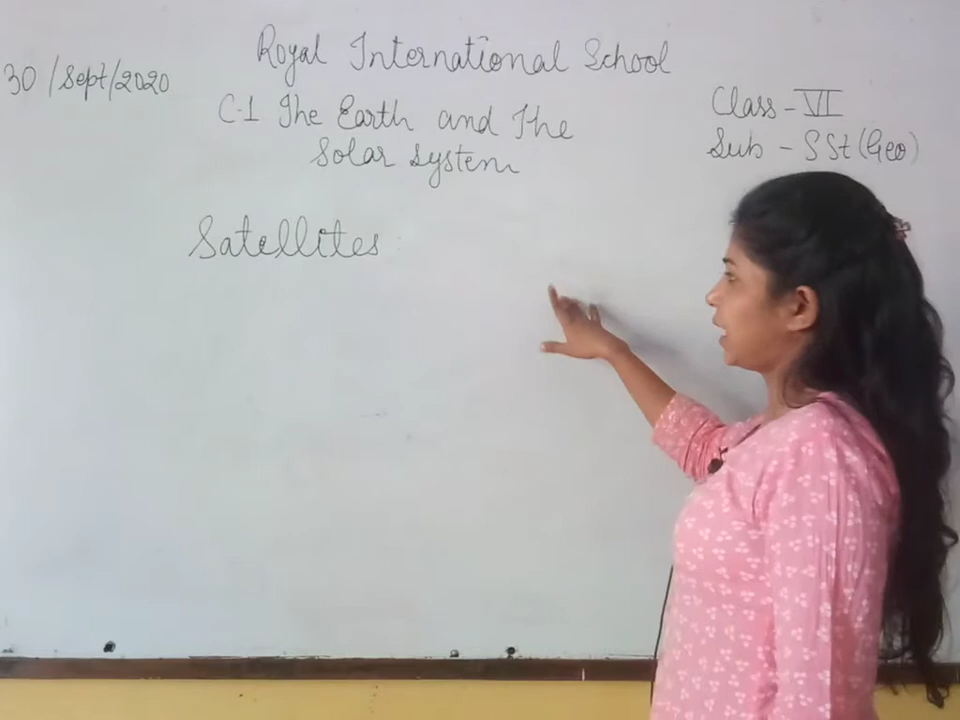 Royal International School
30/Sept/2020
C-1 The Earth and The
Solar System
Class - VI
Sub - SSt (Geo)
Satellites